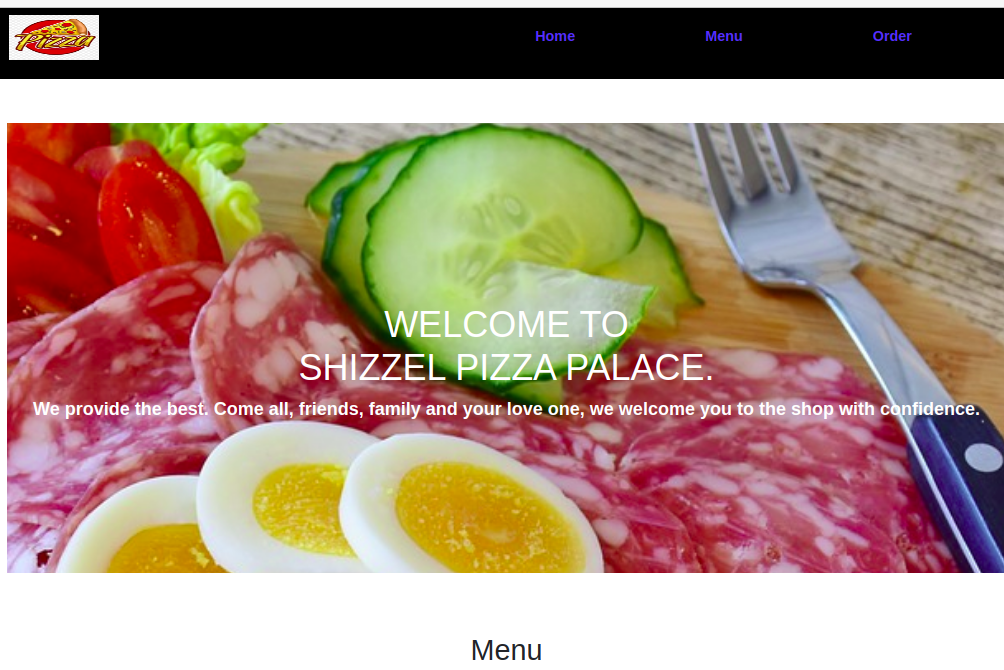 Pizza
Home
Menu
Order
WELCOME TO
SHIZZEL PIZZA PALACE.
We provide the best. Come all, friends, family and your love one, we welcome you to the shop with confidence.
Menu